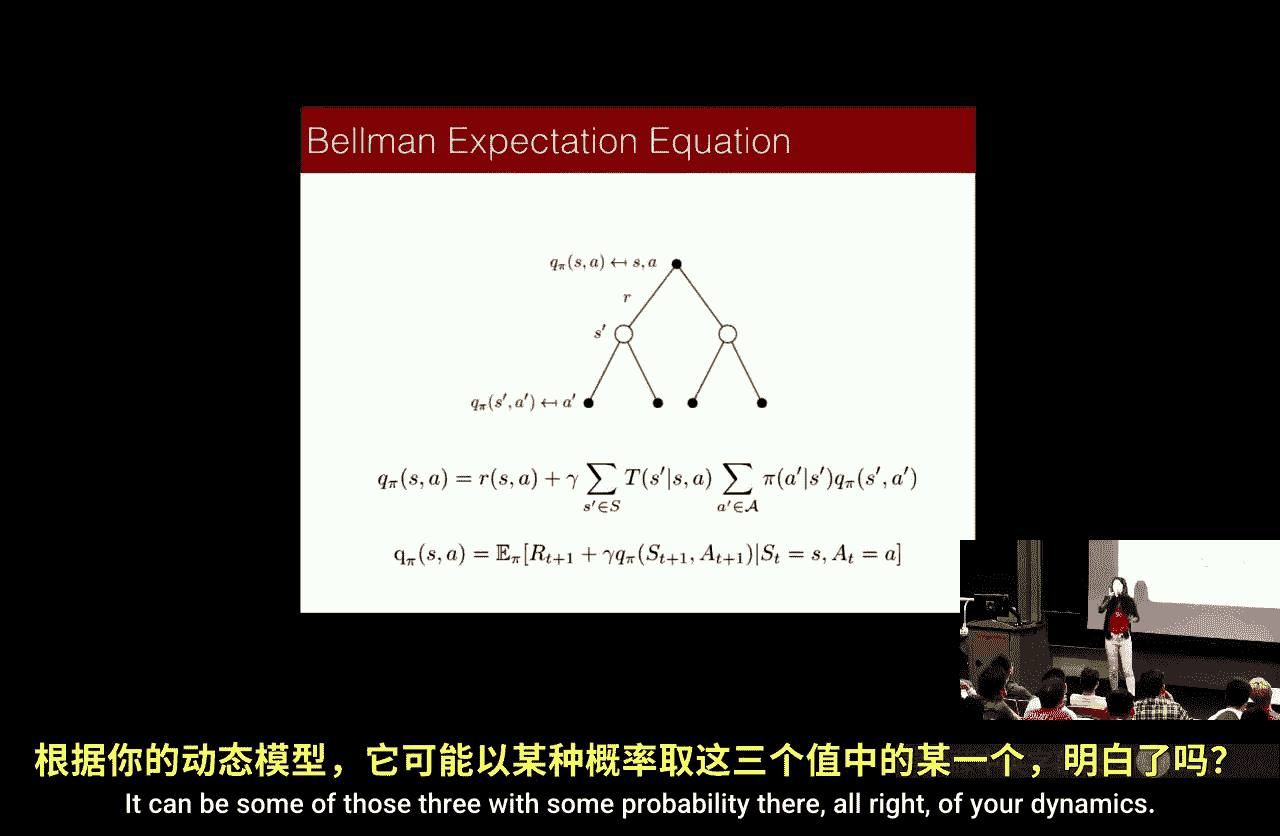 Bellman Expectation Equation
qπ(s, a) ↔ s, a
r
s′
qπ(s′, a′) ↔ a′
qπ(s, a) = r(s, a) + γ ∑s′∈S T(s′|s, a) ∑a′∈𝒜 π(a′|s′)qπ(s′, a′)
qπ(s, a) = 𝔼π[Rt+1 + γqπ(St+1, At+1)|St = s, At = a]
根据你的动态模型，它可能以某种概率取这三个值中的某一个，明白了吗？
It can be some of those three with some probability there, all right, of your dynamics.